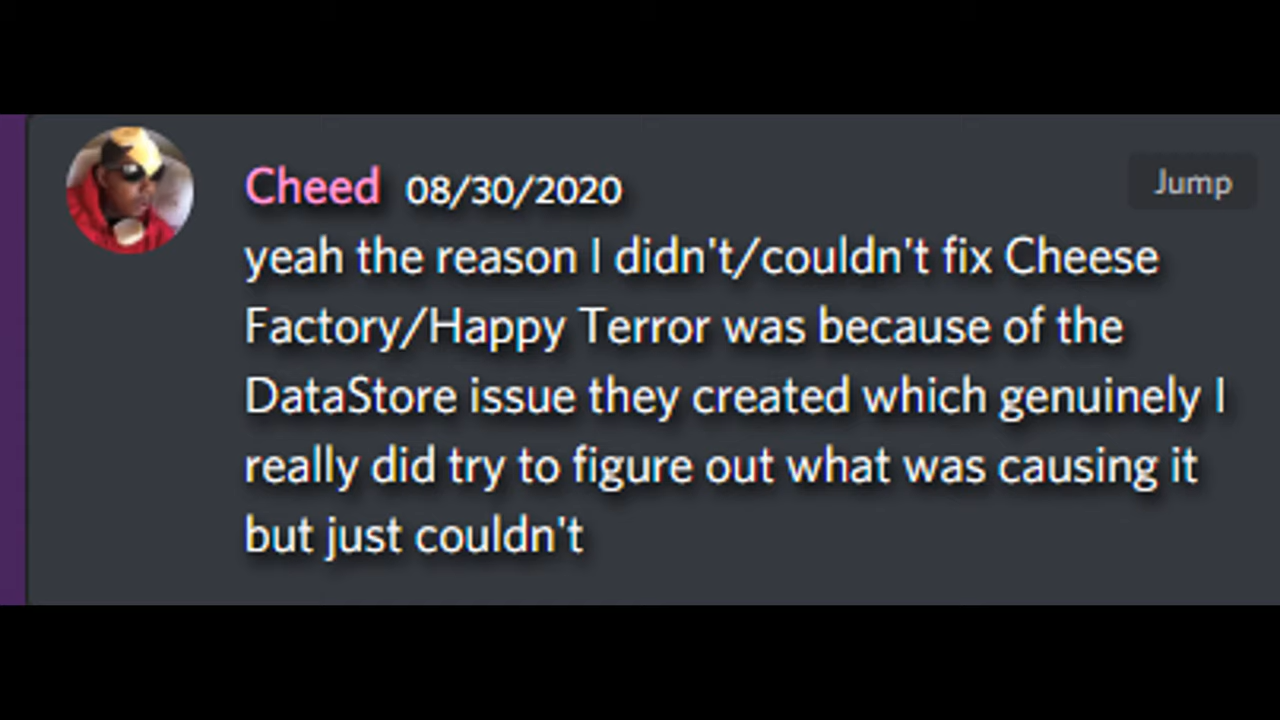 Cheed 08/30/2020 Jump
yeah the reason I didn't/couldn't fix Cheese
Factory/Happy Terror was because of the
DataStore issue they created which genuinely I
really did try to figure out what was causing it
but just couldn't